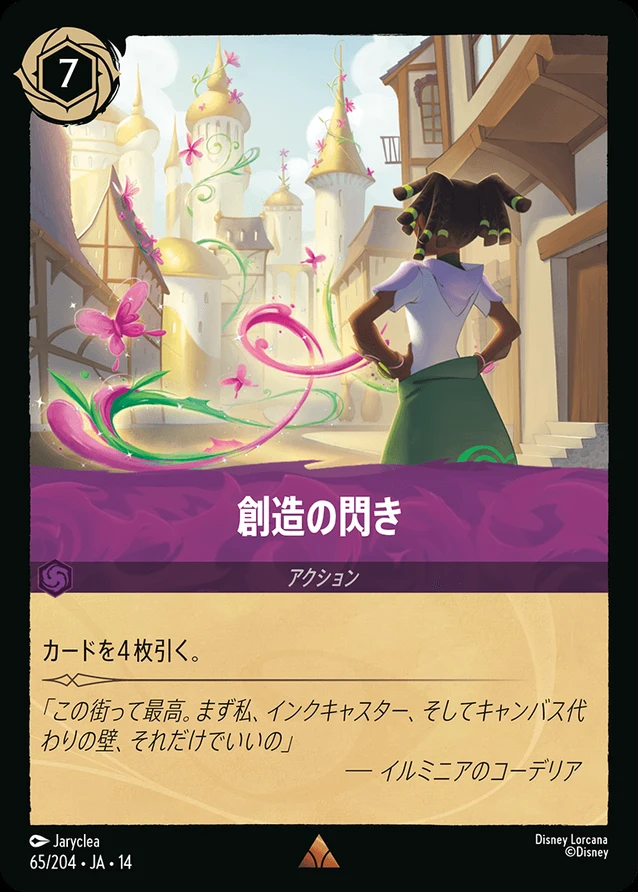 7
創造の閃き
アクション
カードを4枚引く。
「この街って最高。まず私、インクキャスター、そしてキャンバス代
わりの壁、それだけでいいの」
— イルミニアのコーデリア
Jaryclea
65/204 • JA • 14
Disney Lorcana
©Disney